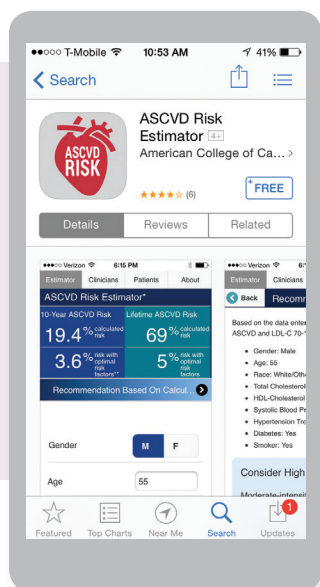 T-Mobile 10:53 AM 41%
Search
ASCVD
RISK
ASCVD Risk
Estimator 4+
American College of Ca...
★★★★☆ (6)
+FREE
Details Reviews Related
Verizon 6:15 PM
Estimator Clinicians Patients About
ASCVD Risk Estimator*
10-Year ASCVD Risk Lifetime ASCVD Risk
19.4% calculated risk 69% calculated risk
3.6% risk with optimal risk factors** 5% risk with optimal risk factors
Recommendation Based On Calcul...
Gender M F
Age 55
Verizon 6:
Estimator Clinicians
Back Recomm
Based on the data enter
ASCVD and LDL-C 70-
• Gender: Male
• Age: 55
• Race: White/Oth
• Total Cholesterol
• HDL-Cholesterol
• Systolic Blood Pr
• Hypertension Tre
• Diabetes: Yes
• Smoker: Yes
Consider High
Moderate-intensit
Featured Top Charts Near Me Search Updates
1